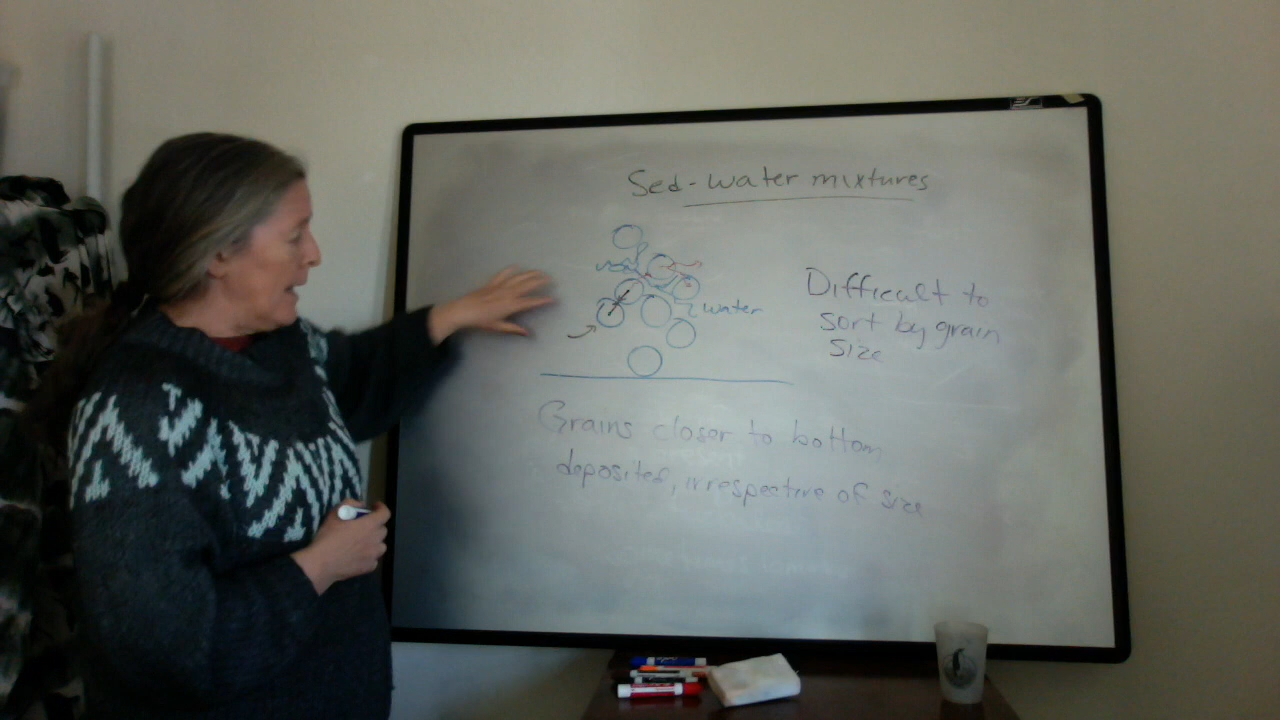 Sed-water mixtures
water
Difficult to
sort by grain
size
Grains closer to bottom
deposited, irrespective of size